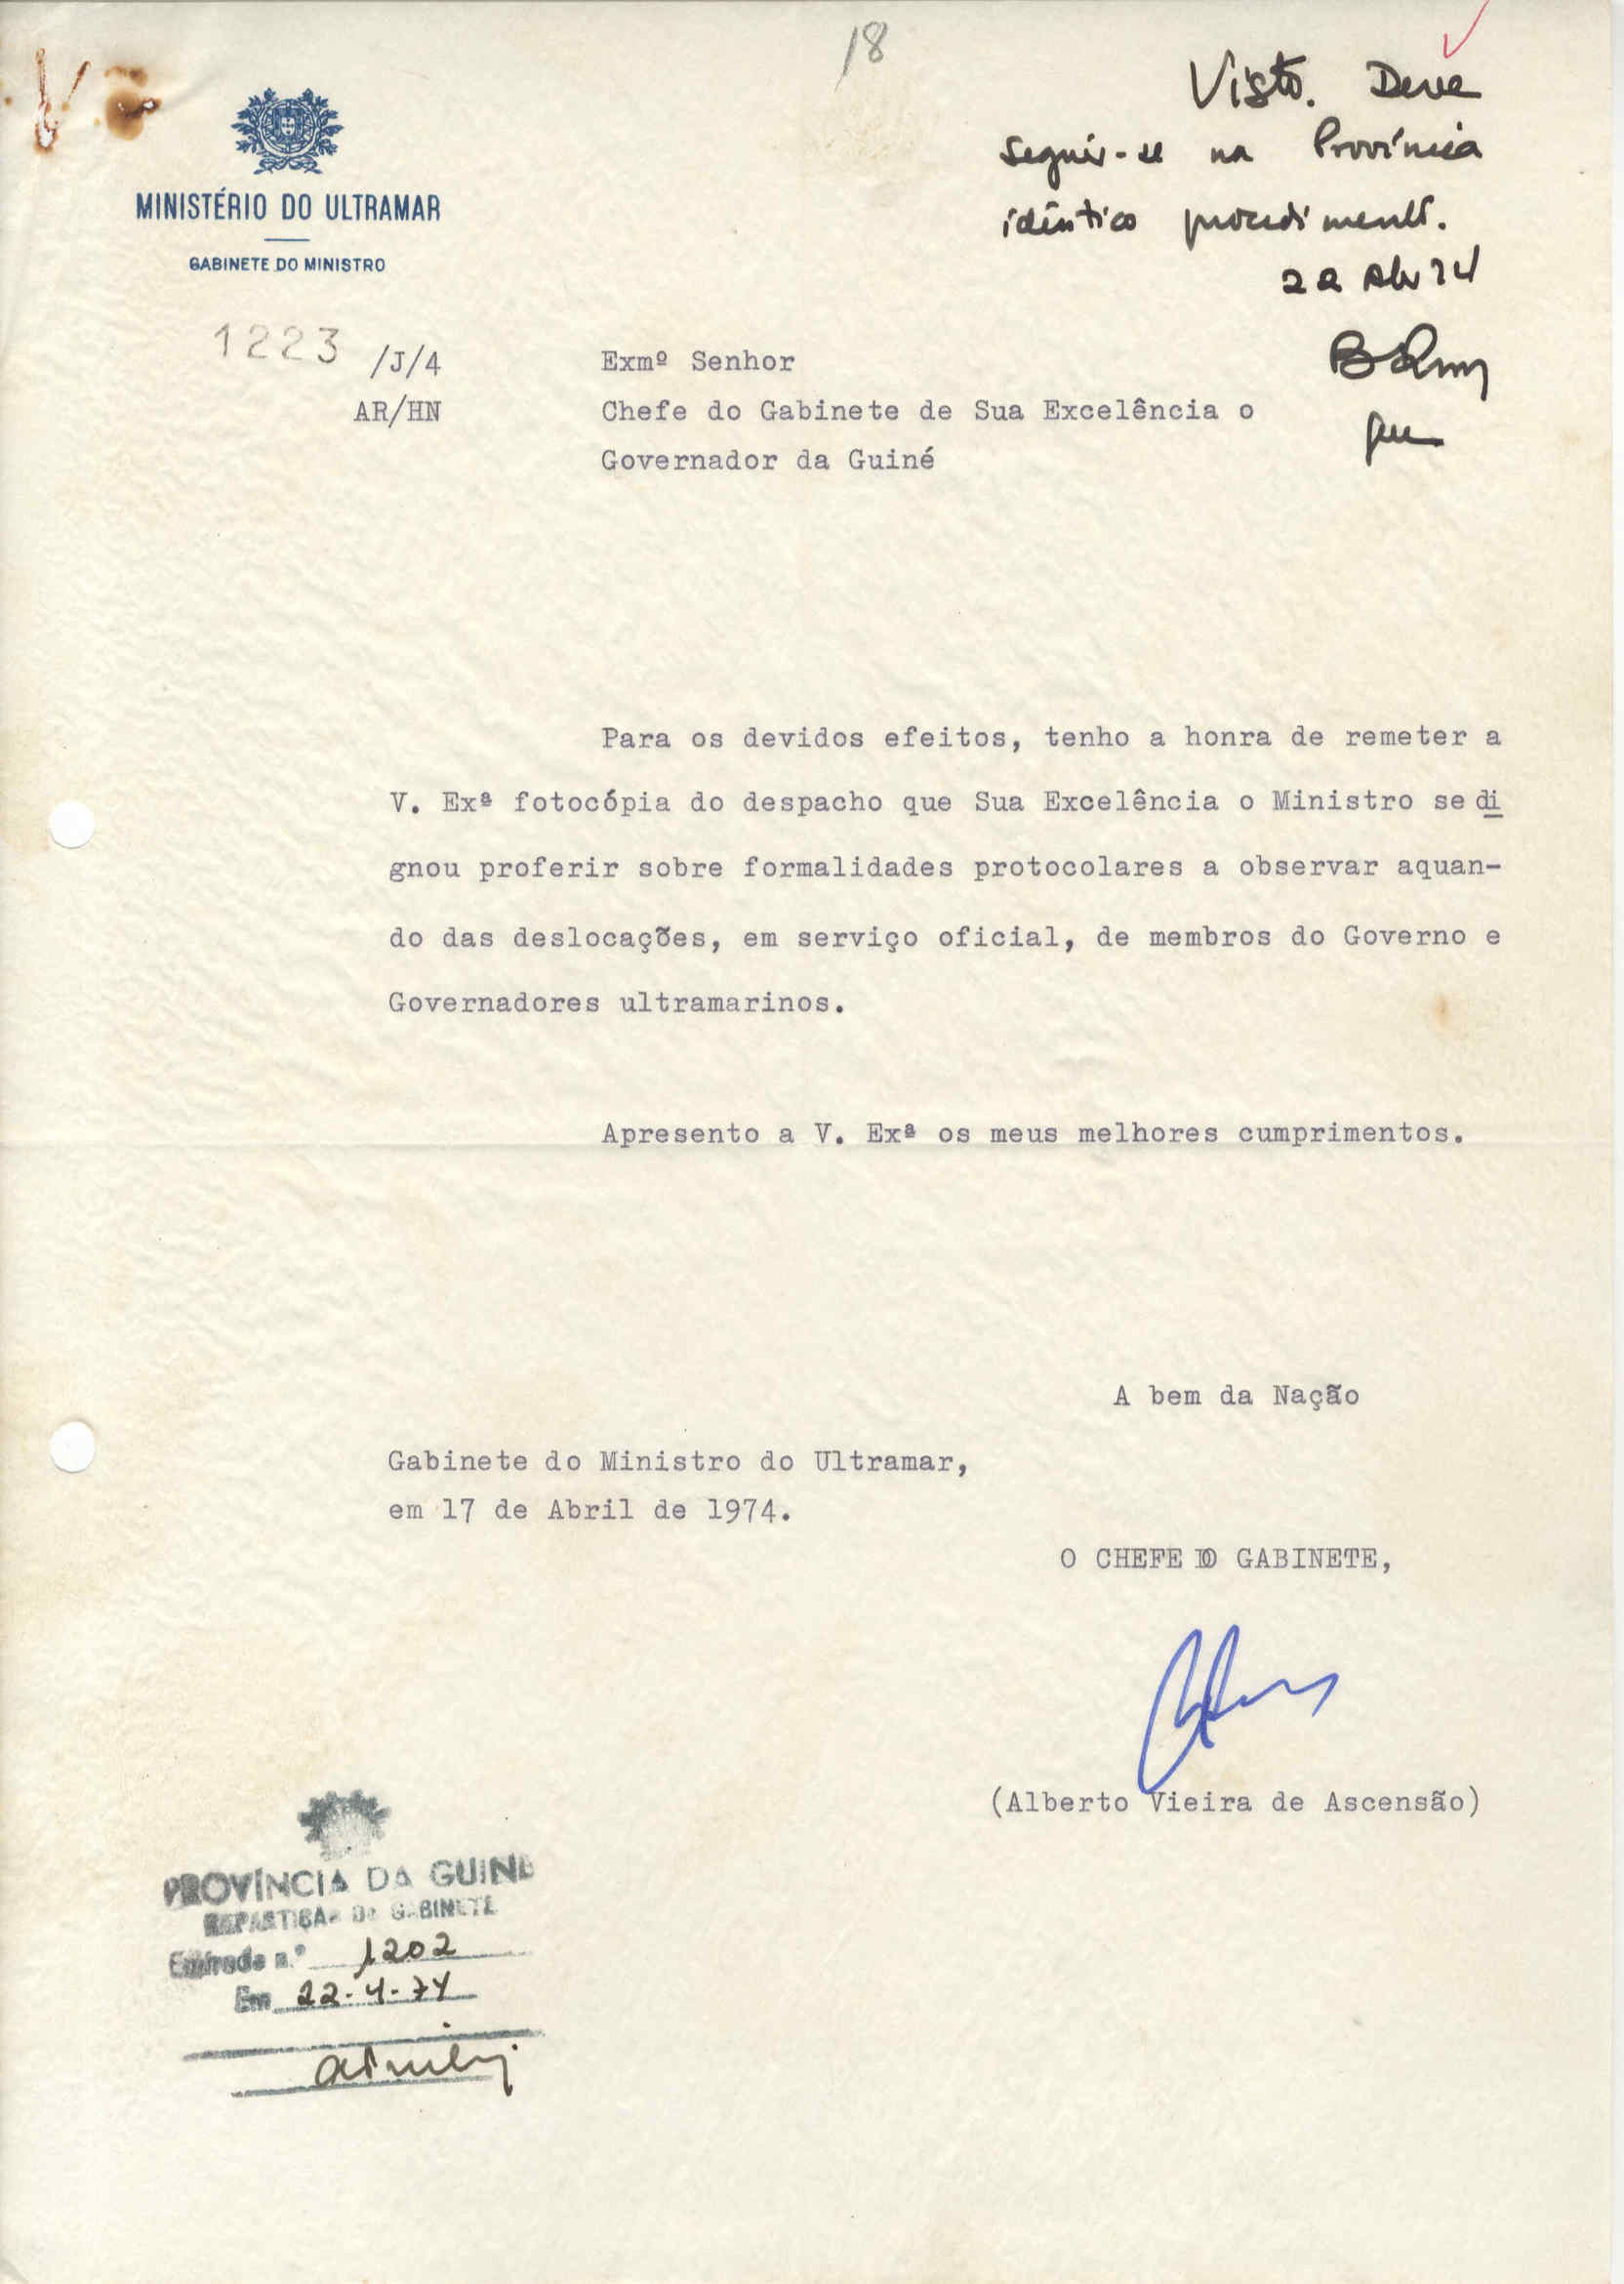 18
Visto. Deve
seguir-se na Província
idêntico procedimento.
22 Abr 74
MINISTÉRIO DO ULTRAMAR
GABINETE DO MINISTRO
1223 /J/4
AR/HN
Exmº Senhor
Chefe do Gabinete de Sua Excelência o
Governador da Guiné
Para os devidos efeitos, tenho a honra de remeter a
V. Exª fotocópia do despacho que Sua Excelência o Ministro se di
gnou proferir sobre formalidades protocolares a observar aquan-
do das deslocações, em serviço oficial, de membros do Governo e
Governadores ultramarinos.
Apresento a V. Exª os meus melhores cumprimentos.
A bem da Nação
Gabinete do Ministro do Ultramar,
em 17 de Abril de 1974.
O CHEFE DO GABINETE,
(Alberto Vieira de Ascensão)
PROVÍNCIA DA GUINÉ
REPARTIÇÃO DO GABINETE
Entrada n.º 1202
Em 22-4-74